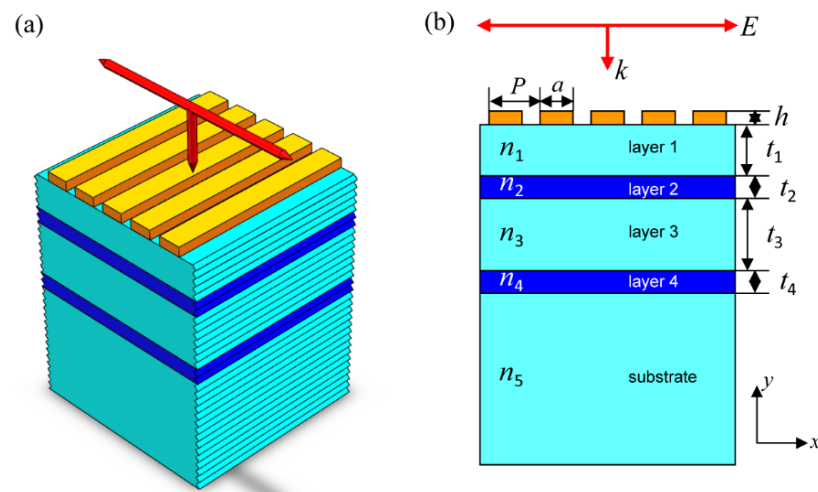 (a)
(b)
E
k
P
a
h
n₁
layer 1
t₁
n₂
layer 2
t₂
n₃
layer 3
t₃
n₄
layer 4
t₄
n₅
substrate
y
x